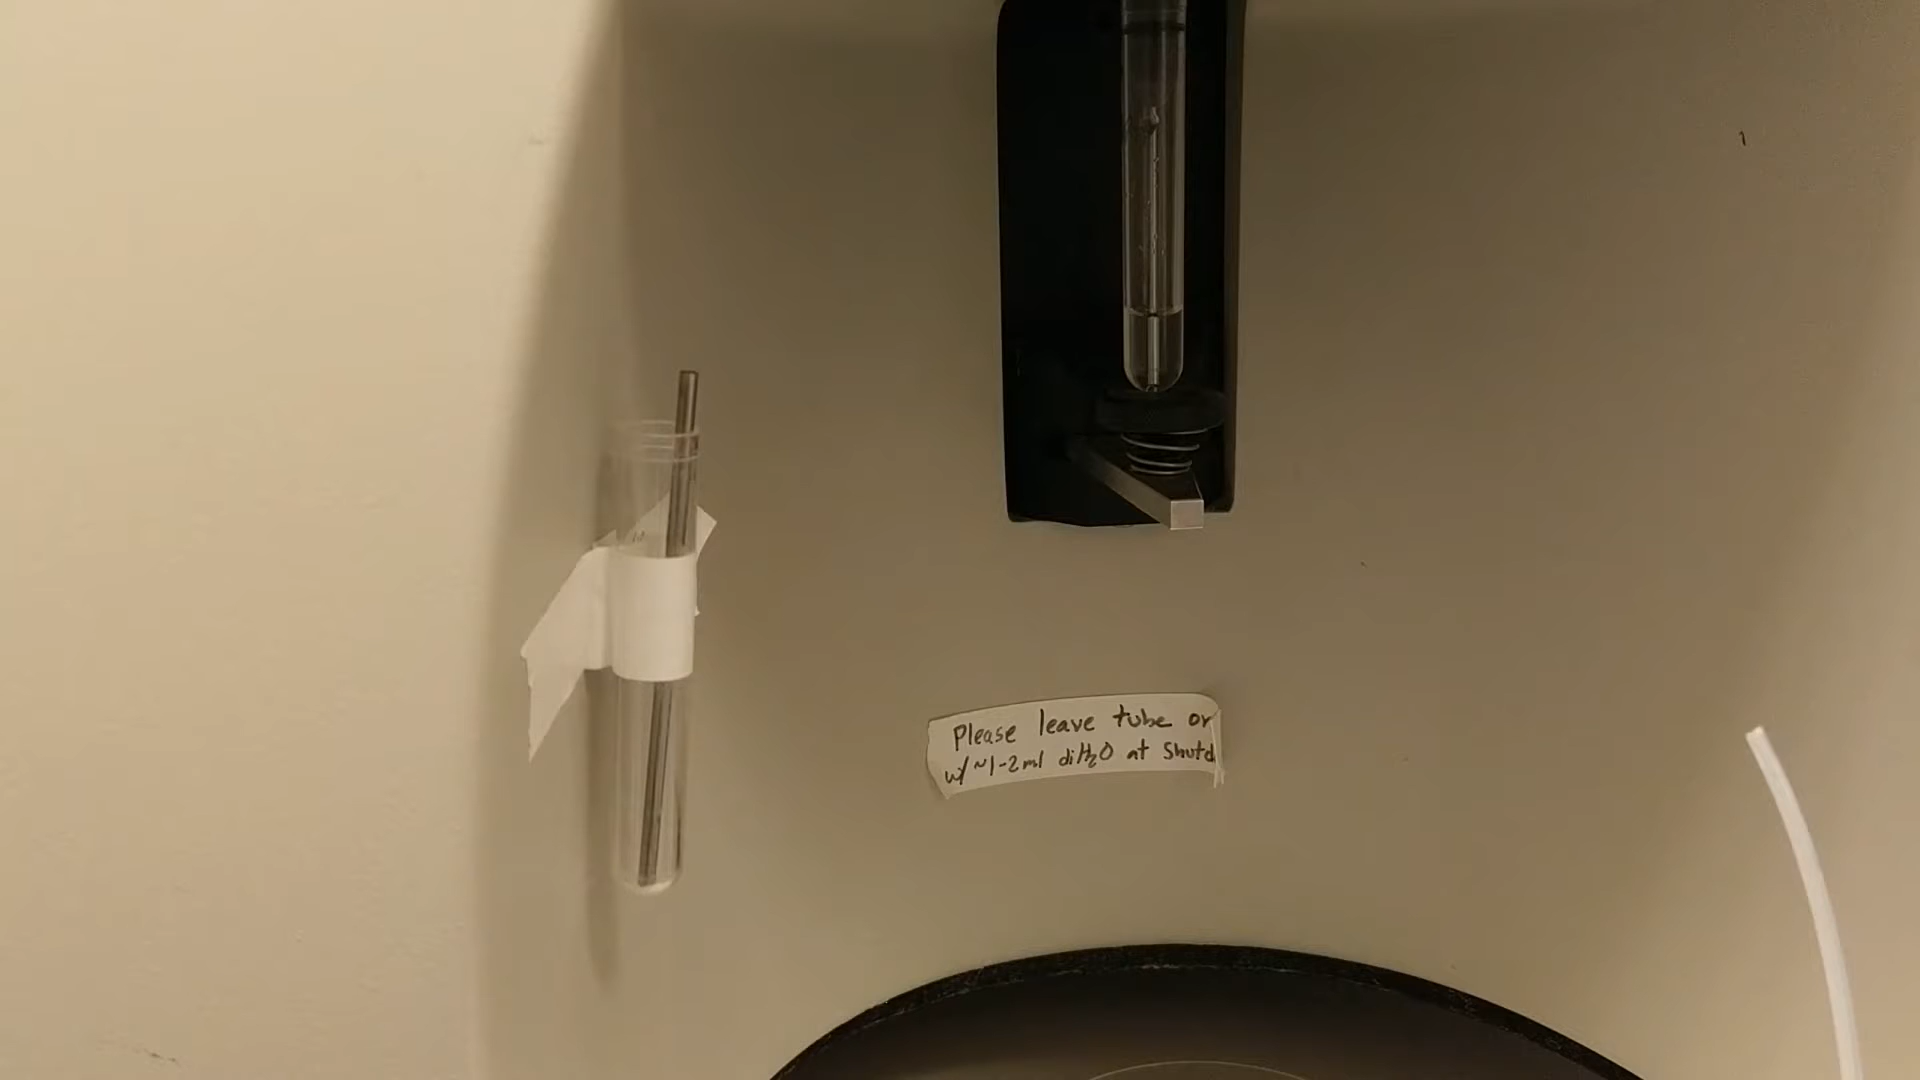 Please leave tube or
w/ ~1-2ml diH₂O at Shutd